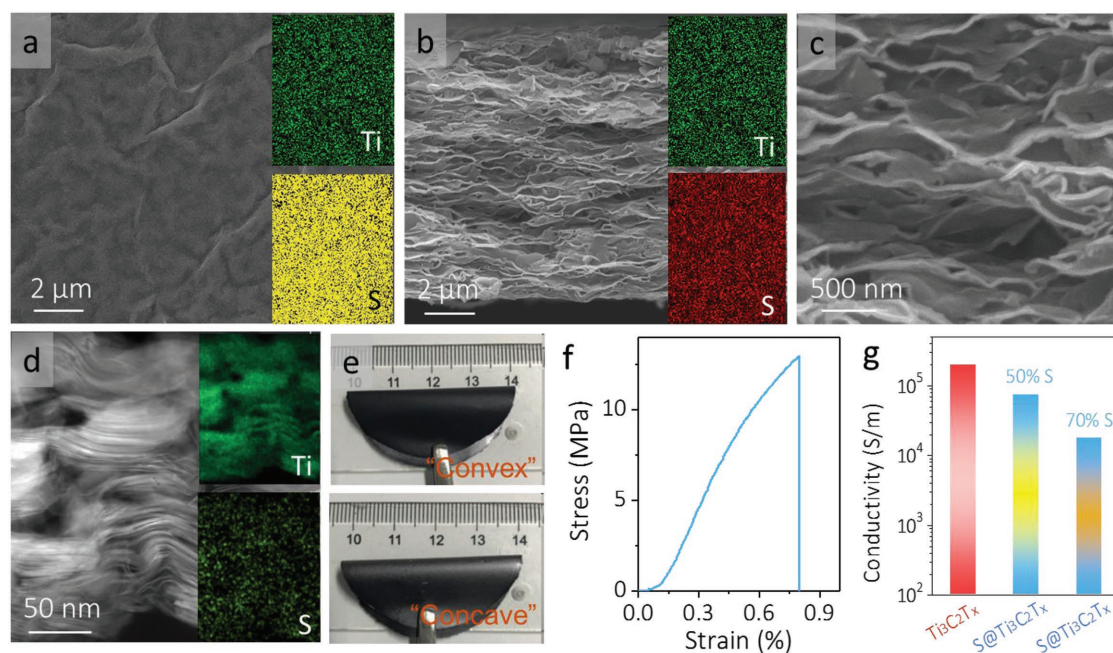 a
Ti
S
2 μm
b
Ti
S
2 μm
c
500 nm
d
Ti
S
50 nm
e
10 11 12 13 14
"Convex"
10 11 12 13 14
"Concave"
f
Stress (MPa)
10
5
0
0.0 0.3 0.6 0.9
Strain (%)
g
Conductivity (S/m)
10⁵
10⁴
10³
10²
50% S
70% S
Ti₃C₂Tₓ
S@Ti₃C₂Tₓ
S@Ti₃C₂Tₓ